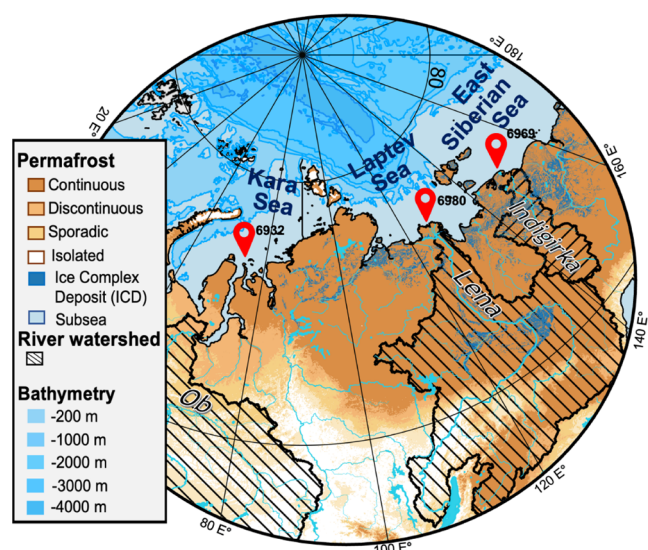 Permafrost
Continuous
Discontinuous
Sporadic
Isolated
Ice Complex
Deposit (ICD)
Subsea
River watershed
Bathymetry
-200 m
-1000 m
-2000 m
-3000 m
-4000 m
20 E°
80
180 E°
160 E°
140 E°
120 E°
100 E°
80 E°
Kara
Sea
6932
Laptev
Sea
6980
East
Siberian
Sea
6969
Indigirka
Lena
Ob